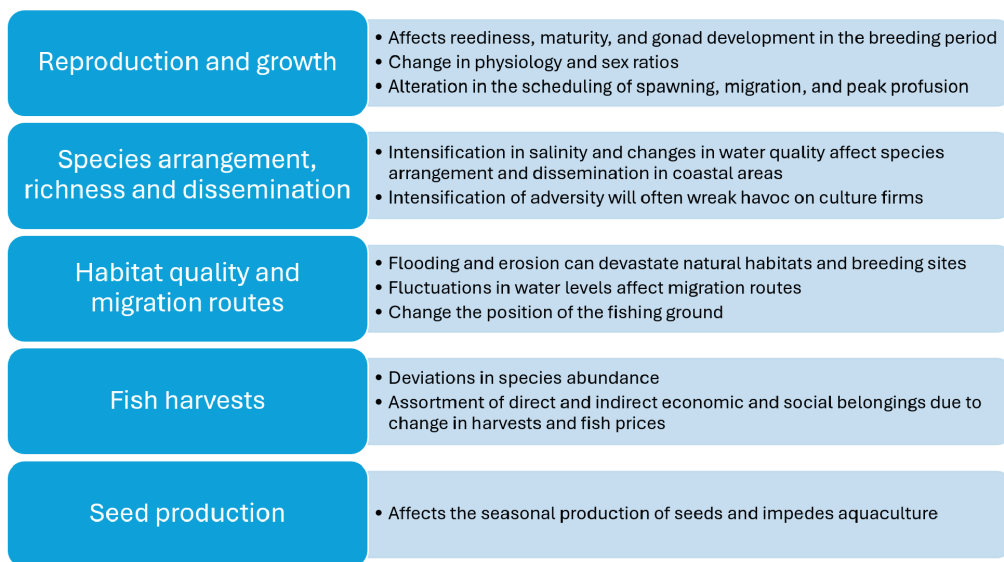 Reproduction and growth
• Affects reediness, maturity, and gonad development in the breeding period
• Change in physiology and sex ratios
• Alteration in the scheduling of spawning, migration, and peak profusion
Species arrangement,
richness and dissemination
• Intensification in salinity and changes in water quality affect species
arrangement and dissemination in coastal areas
• Intensification of adversity will often wreak havoc on culture firms
Habitat quality and
migration routes
• Flooding and erosion can devastate natural habitats and breeding sites
• Fluctuations in water levels affect migration routes
• Change the position of the fishing ground
Fish harvests
• Deviations in species abundance
• Assortment of direct and indirect economic and social belongings due to
change in harvests and fish prices
Seed production
• Affects the seasonal production of seeds and impedes aquaculture